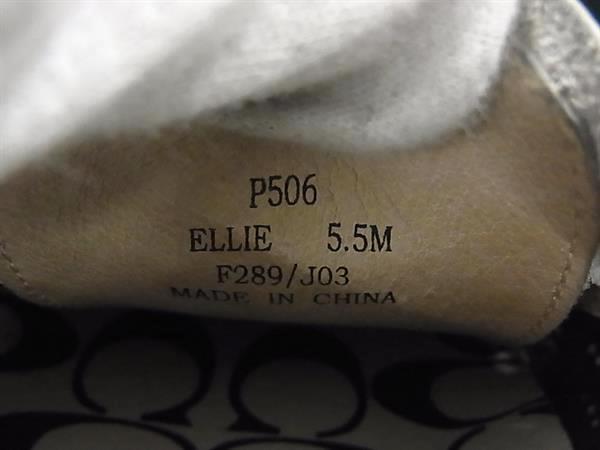 P506
ELLIE 5.5M
F289/J03
MADE IN CHINA